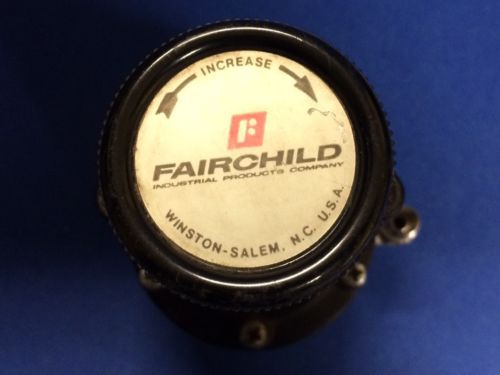 INCREASE
FAIRCHILD
INDUSTRIAL PRODUCTS COMPANY
WINSTON-SALEM, N.C. U.S.A.